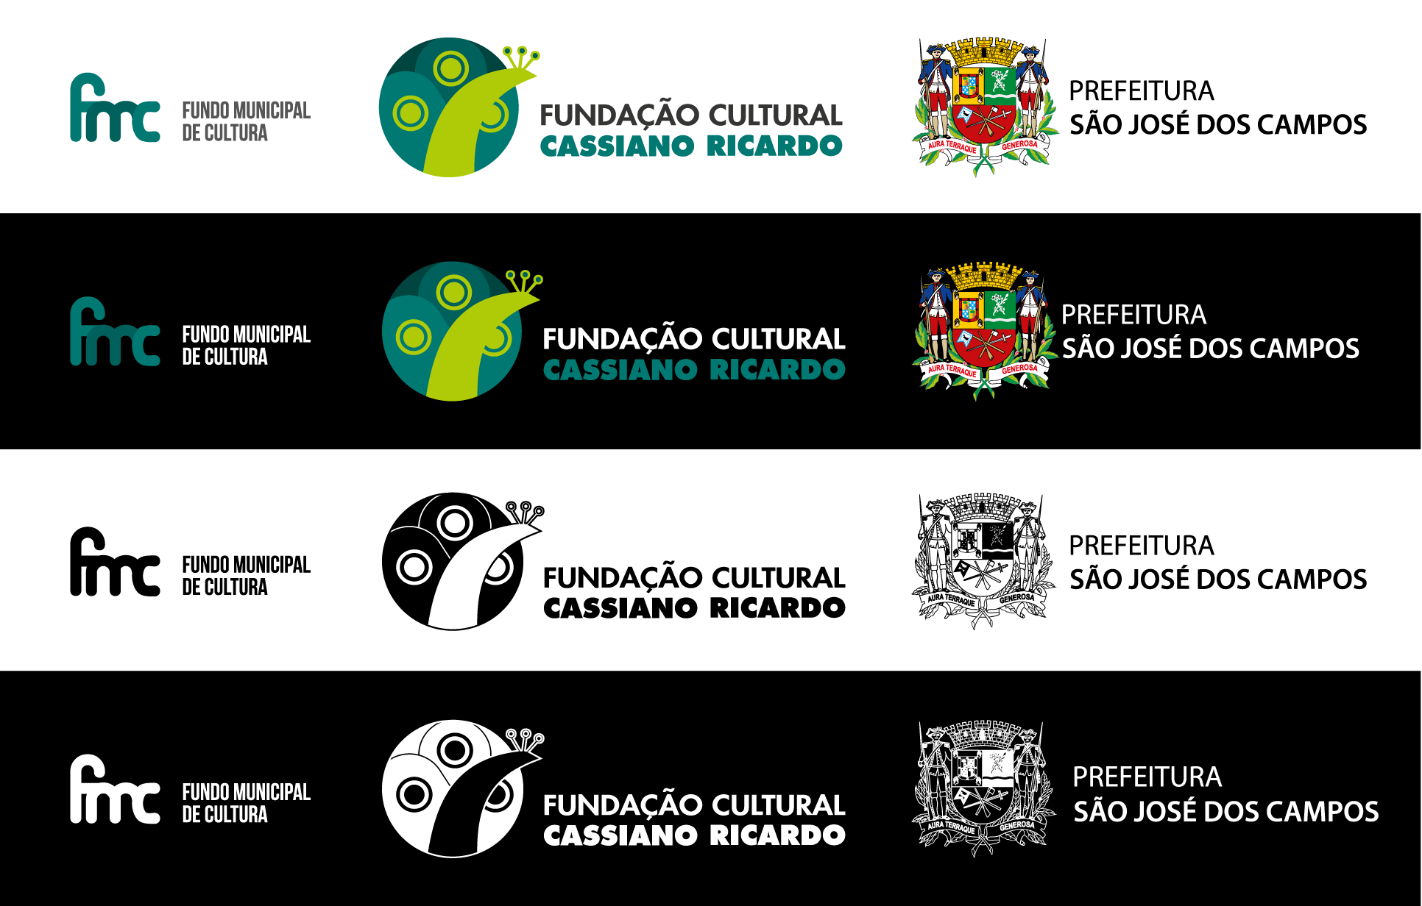 fmc
FUNDO MUNICIPAL
DE CULTURA
FUNDAÇÃO CULTURAL
CASSIANO RICARDO
AURA TERRAQUE GENEROSA
PREFEITURA
SÃO JOSÉ DOS CAMPOS
fmc
FUNDO MUNICIPAL
DE CULTURA
FUNDAÇÃO CULTURAL
CASSIANO RICARDO
AURA TERRAQUE GENEROSA
PREFEITURA
SÃO JOSÉ DOS CAMPOS
fmc
FUNDO MUNICIPAL
DE CULTURA
FUNDAÇÃO CULTURAL
CASSIANO RICARDO
AURA TERRAQUE GENEROSA
PREFEITURA
SÃO JOSÉ DOS CAMPOS
fmc
FUNDO MUNICIPAL
DE CULTURA
FUNDAÇÃO CULTURAL
CASSIANO RICARDO
AURA TERRAQUE GENEROSA
PREFEITURA
SÃO JOSÉ DOS CAMPOS